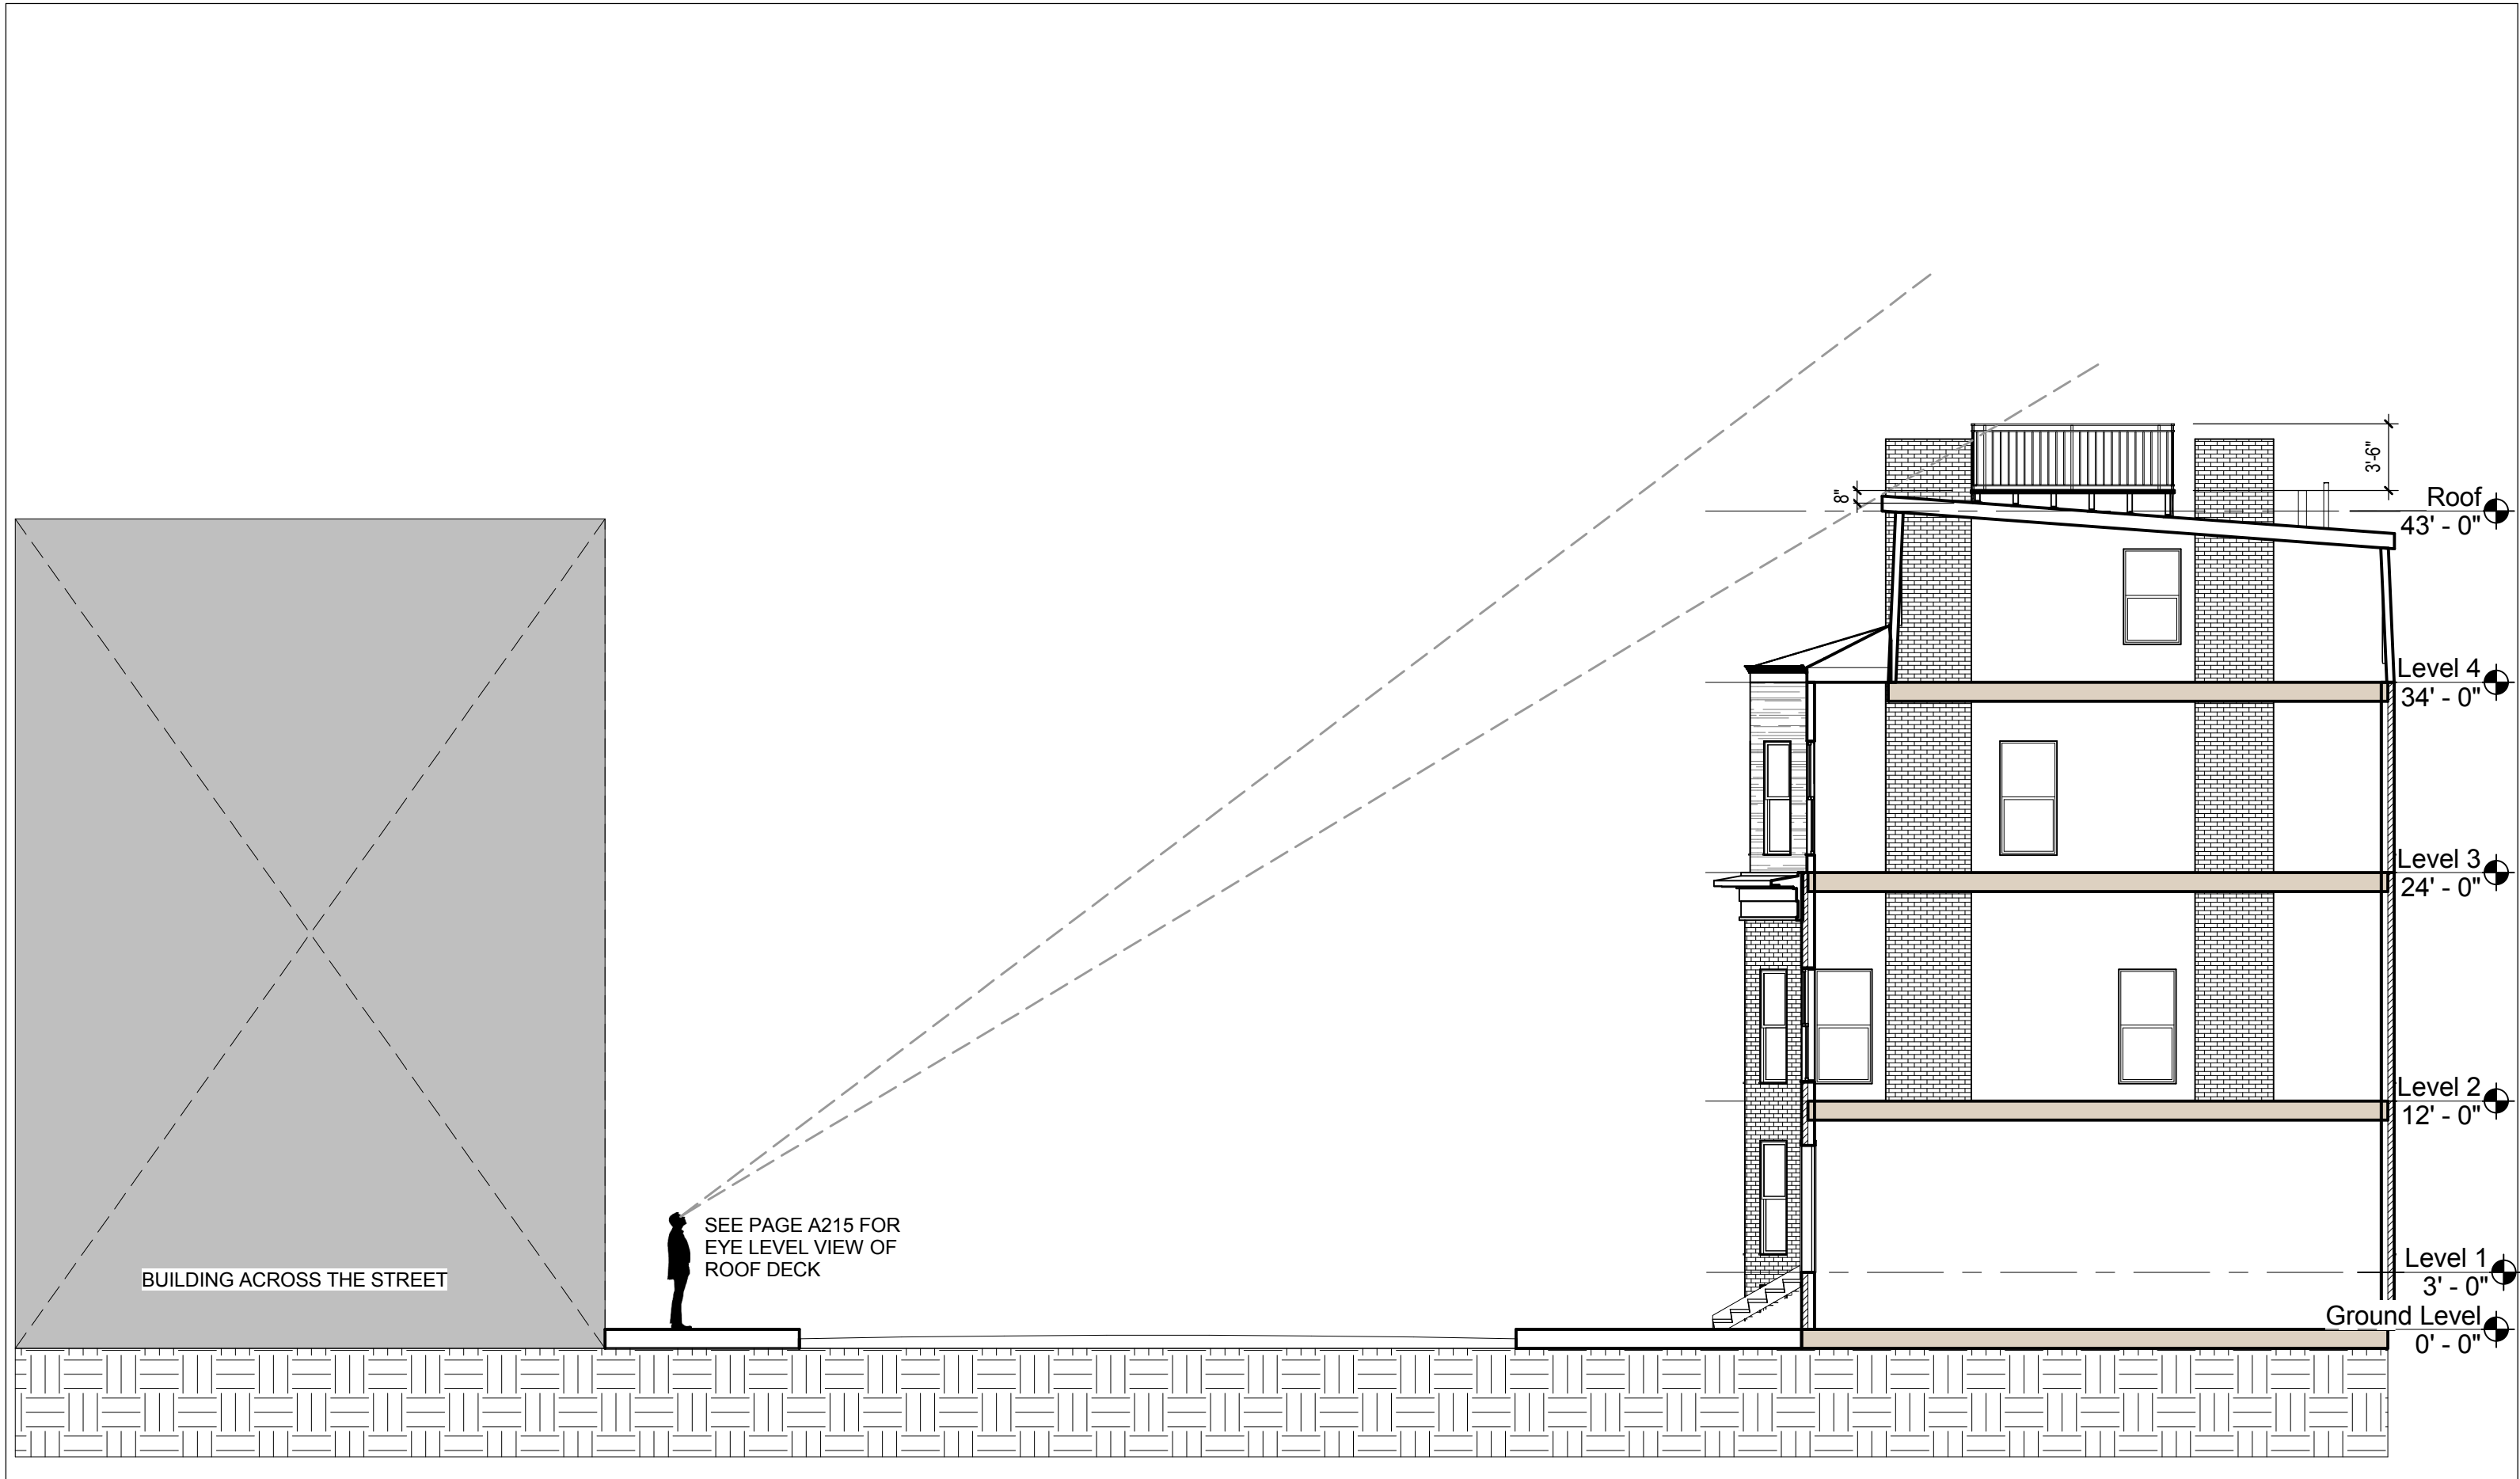 3'-6"
8"
Roof
43' - 0"
Level 4
34' - 0"
Level 3
24' - 0"
Level 2
12' - 0"
SEE PAGE A215 FOR
EYE LEVEL VIEW OF
ROOF DECK
BUILDING ACROSS THE STREET
Level 1
3' - 0"
Ground Level
0' - 0"